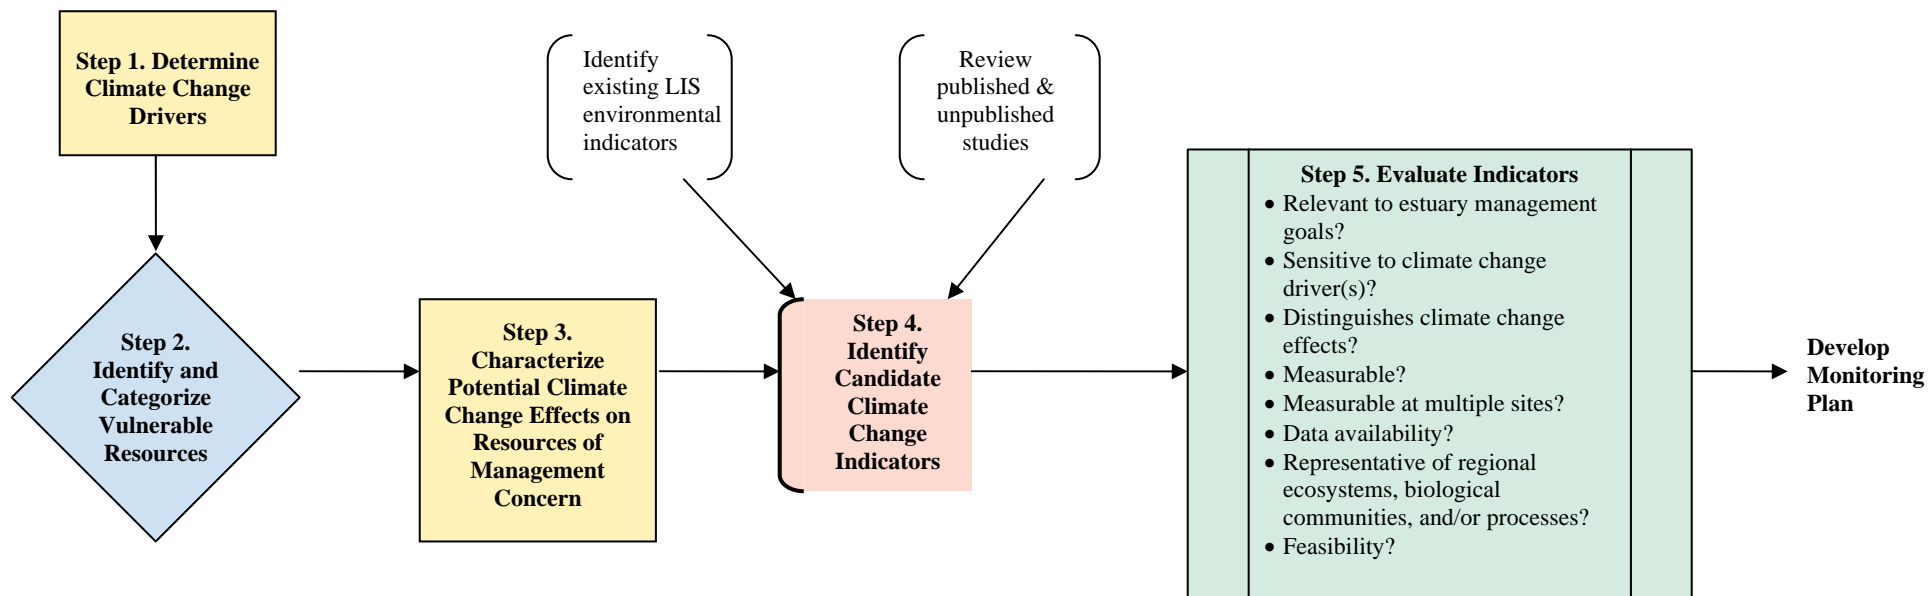 Step 1. Determine
Climate Change
Drivers
Step 2.
Identify and
Categorize
Vulnerable
Resources
Step 3.
Characterize
Potential Climate
Change Effects on
Resources of
Management
Concern
Identify
existing LIS
environmental
indicators
Review
published &
unpublished
studies
Step 4.
Identify
Candidate
Climate
Change
Indicators
Step 5. Evaluate Indicators
• Relevant to estuary management
goals?
• Sensitive to climate change
driver(s)?
• Distinguishes climate change
effects?
• Measurable?
• Measurable at multiple sites?
• Data availability?
• Representative of regional
ecosystems, biological
communities, and/or processes?
• Feasibility?
Develop
Monitoring
Plan